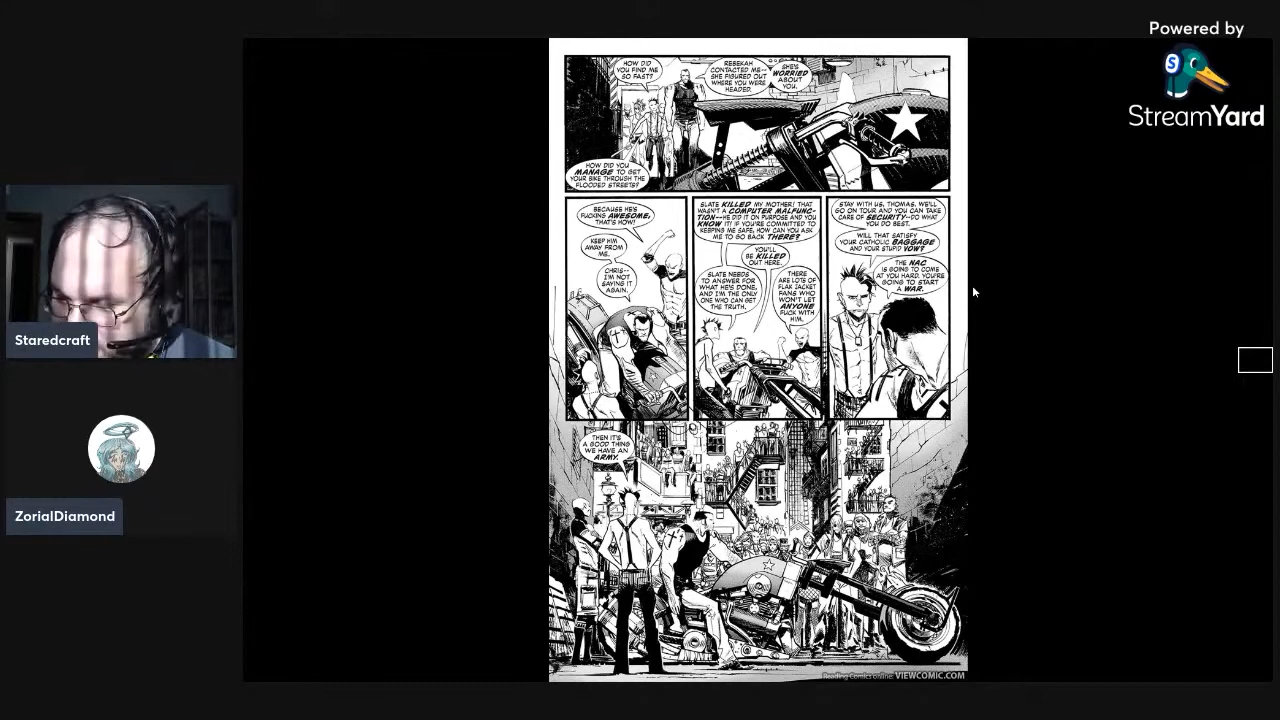 Powered by
StreamYard
HOW DID
YOU FIND ME
SO FAST?
REBEKAH
CONTACTED ME--
SHE FIGURED OUT
WHERE YOU WERE
HEADED.
SHE'S
WORRIED
ABOUT
YOU.
HOW DID YOU
MANAGE TO GET
YOUR BIKE THROUGH THE
FLOODED STREETS?
BECAUSE HE'S
FUCKING AWESOME,
THAT'S HOW!
KEEP HIM
AWAY FROM
ME.
CHRIS--
I'M NOT
SAYING IT
AGAIN.
SLATE KILLED MY MOTHER! THAT
WASN'T A COMPUTER MALFUNC-
TION--HE DID IT ON PURPOSE AND YOU
KNOW IT! IF YOU'RE COMMITTED TO
KEEPING ME SAFE, HOW CAN YOU ASK
ME TO GO BACK THERE?
YOU'LL
BE KILLED
OUT HERE.
SLATE NEEDS
TO ANSWER FOR
WHAT HE'S DONE,
AND I'M THE ONLY
ONE WHO CAN GET
THE TRUTH.
THERE
ARE LOTS OF
FLAK JACKET
FANS WHO
WON'T LET
ANYONE
FUCK WITH
HIM.
STAY WITH US, THOMAS. WE'LL
GO ON TOUR AND YOU CAN TAKE
CARE OF SECURITY--DO WHAT
YOU DO BEST.
WILL THAT SATISFY
YOUR CATHOLIC BAGGAGE
AND YOUR STUPID VOW?
THE NAC
IS GOING TO COME
AT YOU HARD. YOU'RE
GOING TO START
A WAR.
THEN IT'S
A GOOD THING
WE HAVE AN
ARMY.
Staredcraft
ZorialDiamond
Reading Comics online: VIEWCOMIC.COM